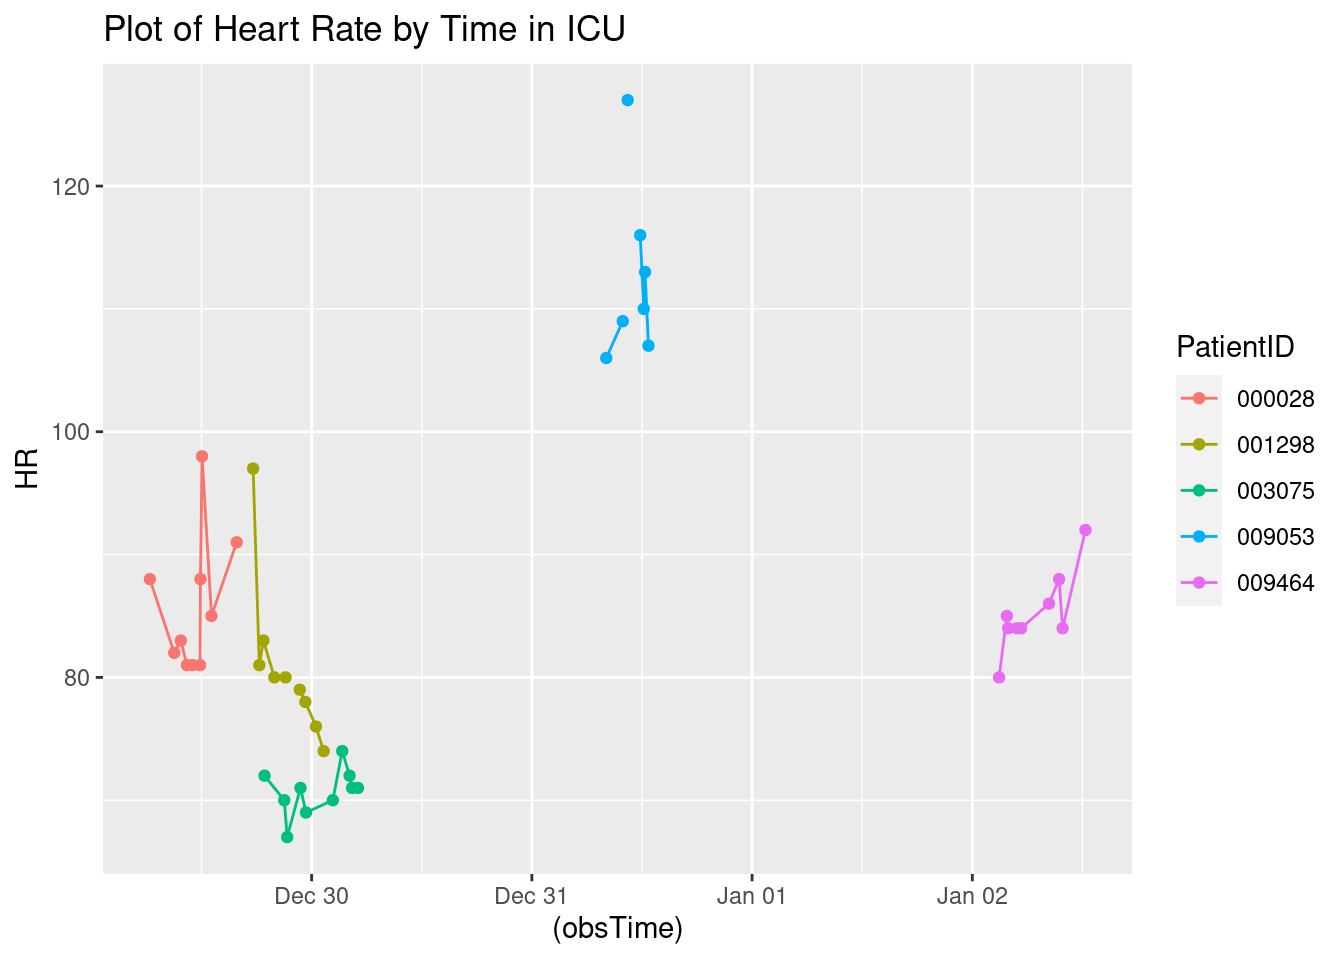 Plot of Heart Rate by Time in ICU
HR
120
100
80
Dec 30
Dec 31
Jan 01
Jan 02
(obsTime)
PatientID
000028
001298
003075
009053
009464